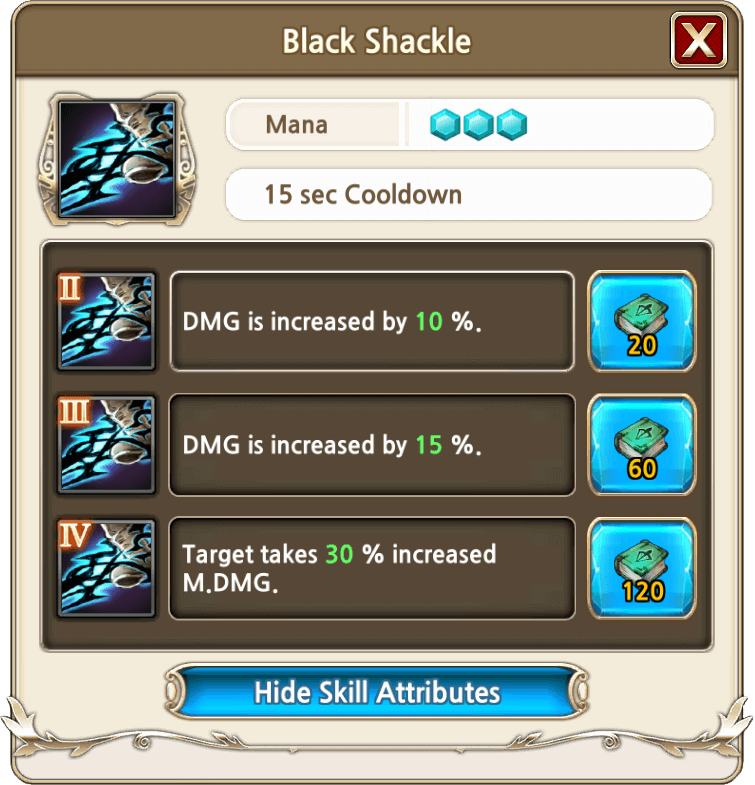 Black Shackle
X
Mana
15 sec Cooldown
II
DMG is increased by 10 %.
20
III
DMG is increased by 15 %.
60
IV
Target takes 30 % increased
M.DMG.
120
Hide Skill Attributes